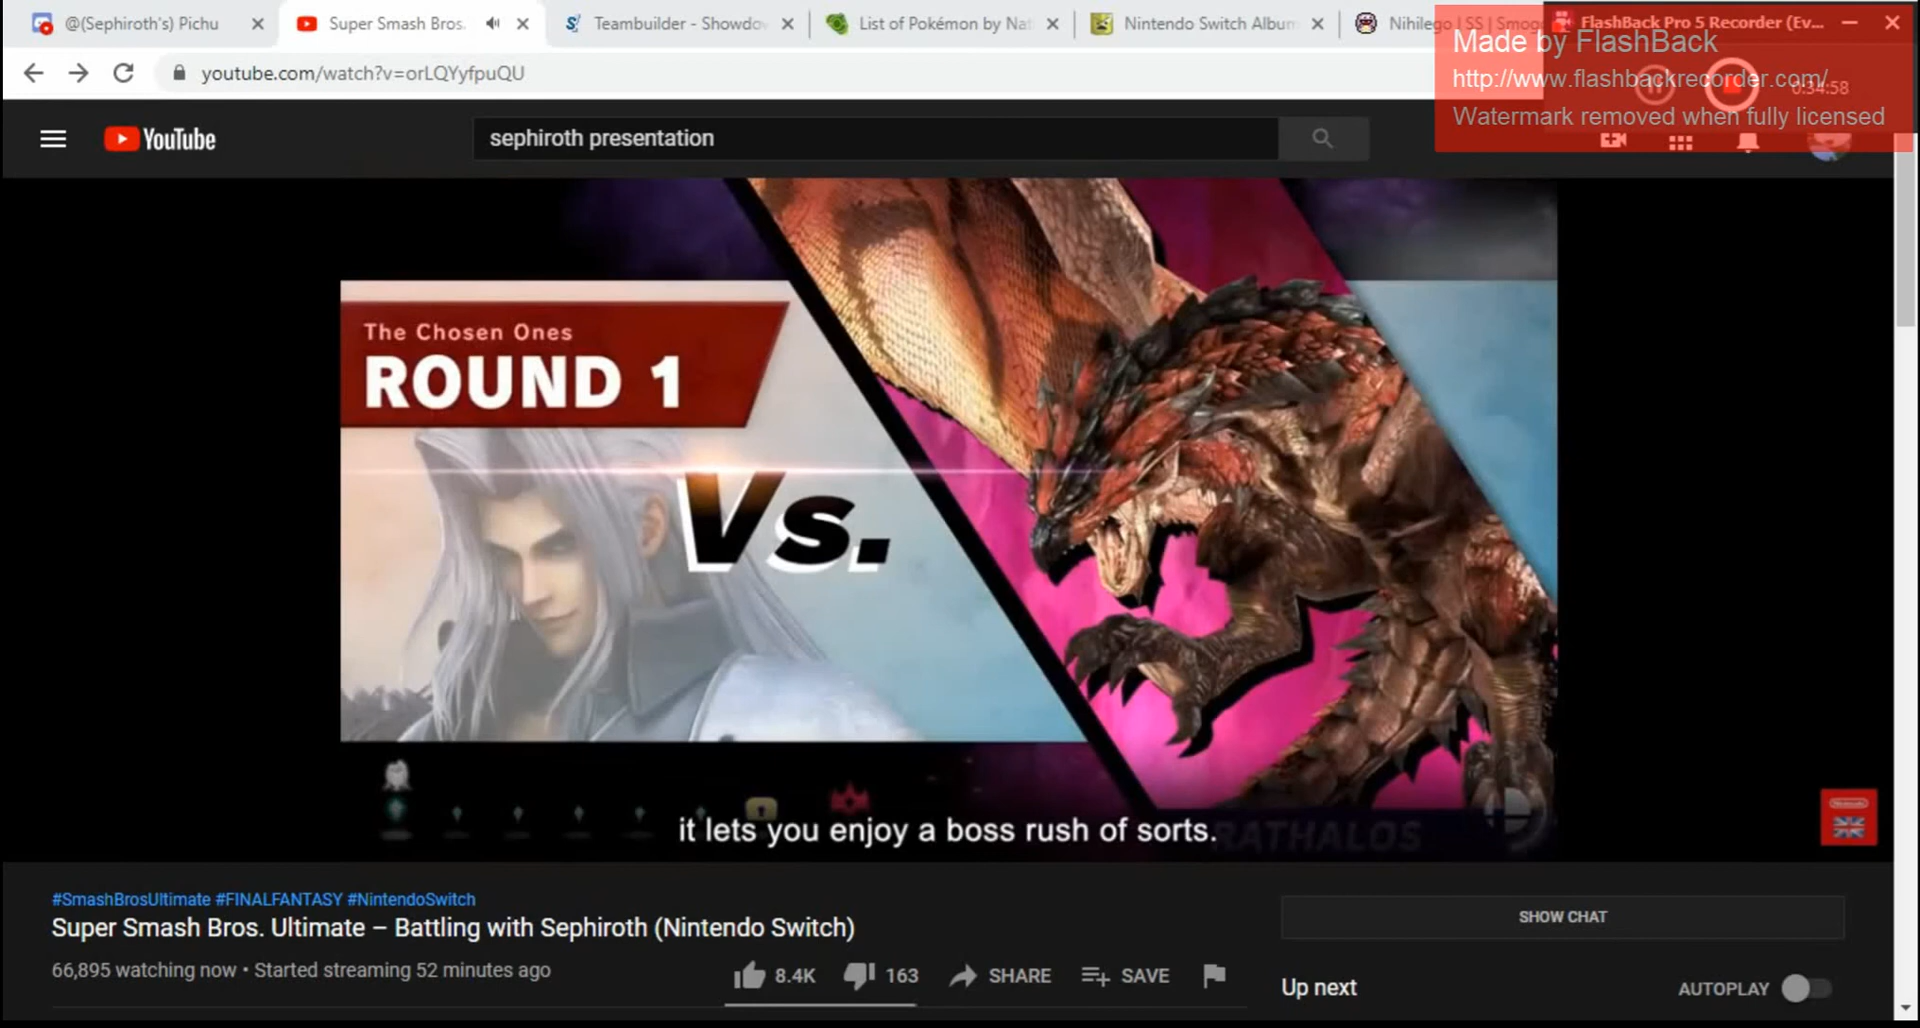 @(Sephiroth's) Pichu
Super Smash Bros.
Teambuilder - Showdo
List of Pokémon by Nat
Nintendo Switch Album
Nihilego | SS | Smog
FlashBack Pro 5 Recorder (Ev...
Made by FlashBack
youtube.com/watch?v=orLQYyfpuQU
http://www.flashbackrecorder.com/
0:34:58
Watermark removed when fully licensed
YouTube
sephiroth presentation
The Chosen Ones
ROUND 1
Vs.
RATHALOS
it lets you enjoy a boss rush of sorts.
Nintendo
#SmashBrosUltimate #FINALFANTASY #NintendoSwitch
Super Smash Bros. Ultimate – Battling with Sephiroth (Nintendo Switch)
SHOW CHAT
66,895 watching now • Started streaming 52 minutes ago
8.4K
163
SHARE
SAVE
Up next
AUTOPLAY